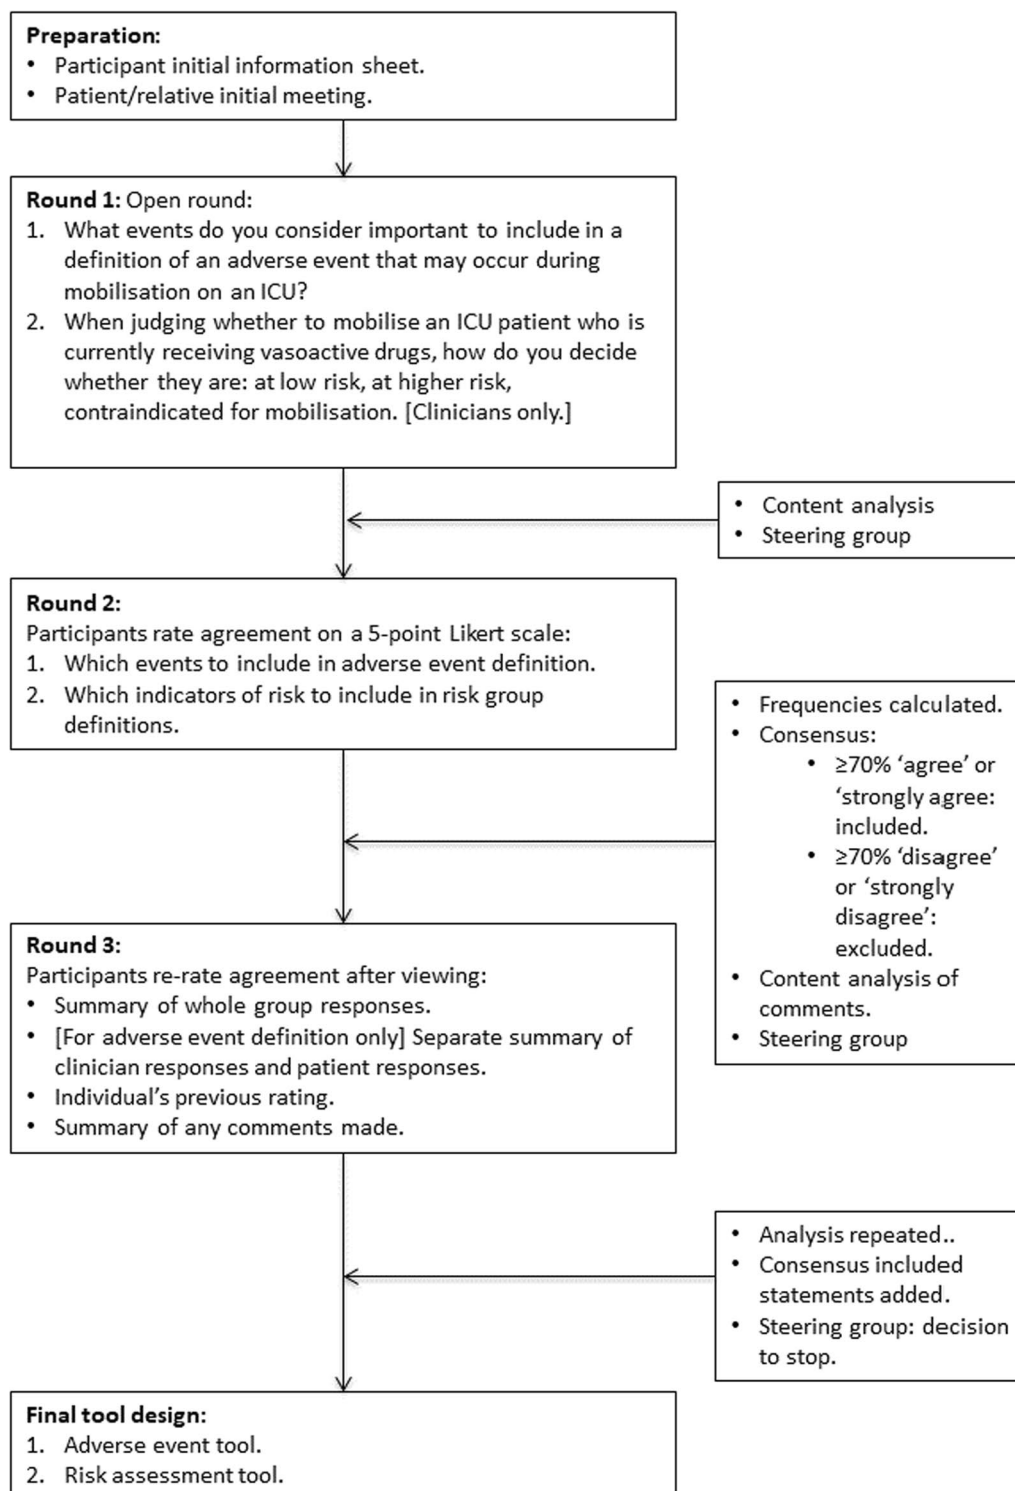 Preparation:
• Participant initial information sheet.
• Patient/relative initial meeting.
Round 1: Open round:
1. What events do you consider important to include in a
definition of an adverse event that may occur during
mobilisation on an ICU?
2. When judging whether to mobilise an ICU patient who is
currently receiving vasoactive drugs, how do you decide
whether they are: at low risk, at higher risk,
contraindicated for mobilisation. [Clinicians only.]
• Content analysis
• Steering group
Round 2:
Participants rate agreement on a 5-point Likert scale:
1. Which events to include in adverse event definition.
2. Which indicators of risk to include in risk group
definitions.
• Frequencies calculated.
• Consensus:
• ≥70% ‘agree’ or
‘strongly agree:
included.
• ≥70% ‘disagree’
or ‘strongly
disagree’:
excluded.
• Content analysis of
comments.
• Steering group
Round 3:
Participants re-rate agreement after viewing:
• Summary of whole group responses.
• [For adverse event definition only] Separate summary of
clinician responses and patient responses.
• Individual’s previous rating.
• Summary of any comments made.
• Analysis repeated..
• Consensus included
statements added.
• Steering group: decision
to stop.
Final tool design:
1. Adverse event tool.
2. Risk assessment tool.